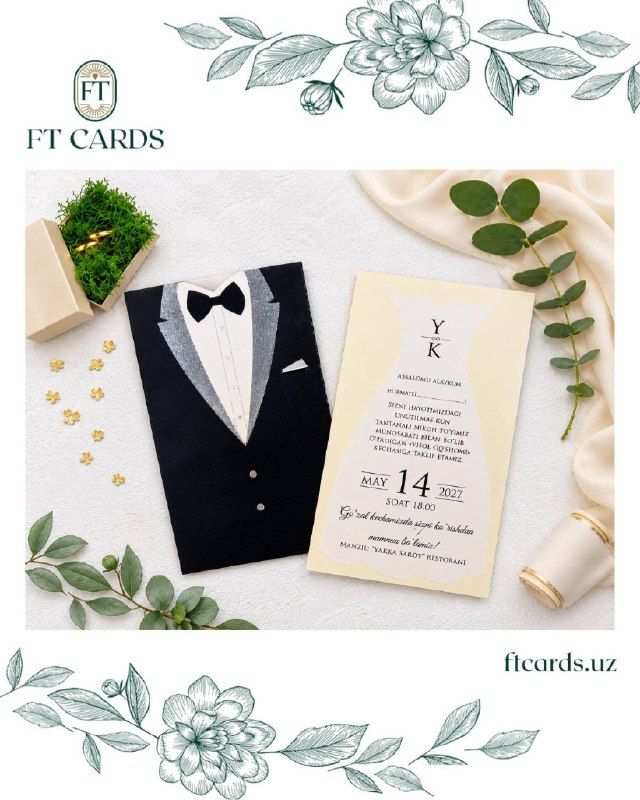 FT
FT CARDS
Y
K
ASSALOMU ALAYKUM
HURMATLI
SIZNI HAYOTIMIZDAGI
UNUTILMAS KUN
TANTANALI NIKOH TO'YIMIZ
MUNOSABATI BILAN BO'LIB
O'TADIGAN «VISOL OQSHOMI»
KECHASIGA TAKLIF ETAMIZ.
MAY 14 2027
SOAT 18.00
Go'zal kechamizda sizni ko'rishdan
mamnun bo'lamiz!
MANZIL: "YAKKA SAROY" RESTORANI
ftcards.uz